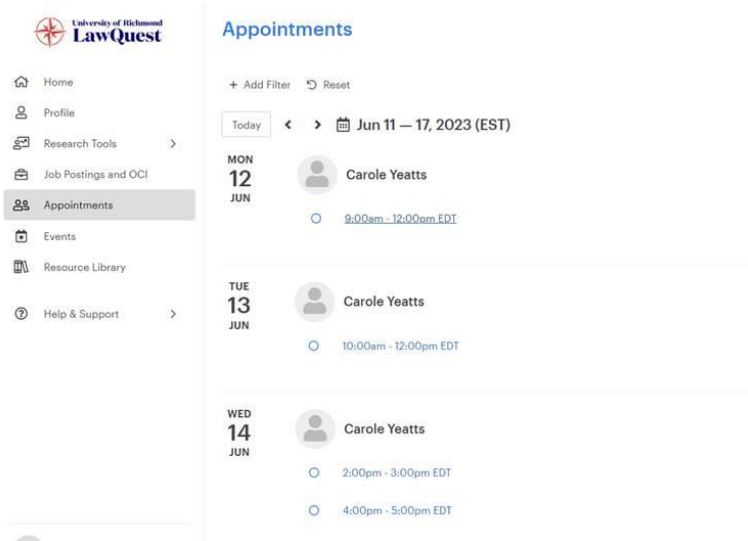 University of Richmond
LawQuest
Home
Profile
Research Tools
Job Postings and OCI
Appointments
Events
Resource Library
Help & Support
Appointments
+ Add Filter Reset
Today Jun 11 — 17, 2023 (EST)
MON
12
JUN
Carole Yeatts
9:00am - 12:00pm EDT
TUE
13
JUN
Carole Yeatts
10:00am - 12:00pm EDT
WED
14
JUN
Carole Yeatts
2:00pm - 3:00pm EDT
4:00pm - 5:00pm EDT